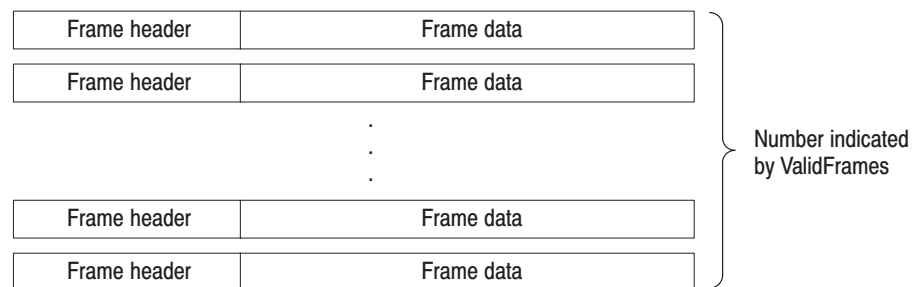 Frame header Frame data
Frame header Frame data
.
.
.
Number indicated
by ValidFrames
Frame header Frame data
Frame header Frame data